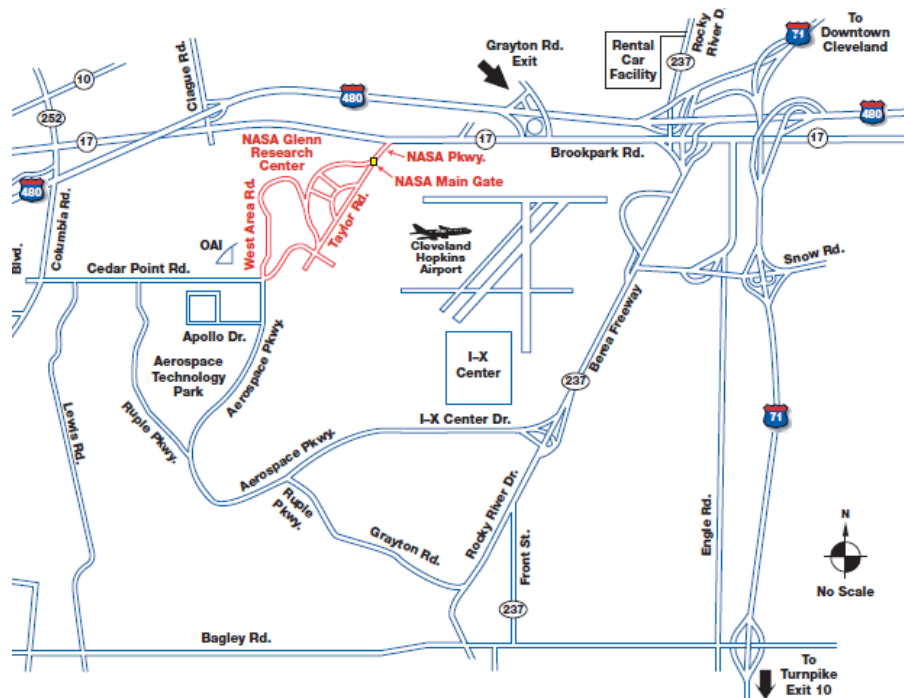 To
Downtown
Cleveland
71
Rocky
River D
237
Rental
Car
Facility
Grayton Rd.
Exit
Clague Rd.
10
252
17
480
480
17
Brookpark Rd.
17
480
NASA Glenn
Research
Center
NASA Pkwy.
NASA Main Gate
West Area Rd.
Taylor Rd.
Columbia Rd.
Blvd.
OAI
Cleveland
Hopkins
Airport
Snow Rd.
Cedar Point Rd.
Berea Freeway
Apollo Dr.
Aerospace Pkwy.
Aerospace
Technology
Park
I–X
Center
237
Lewis Rd.
Ruple Pkwy.
I–X Center Dr.
71
Aerospace Pkwy.
Ruple
Pkwy.
Grayton Rd.
Rocky River Dr.
Front St.
Engle Rd.
N
No Scale
237
Bagley Rd.
To
Turnpike
Exit 10